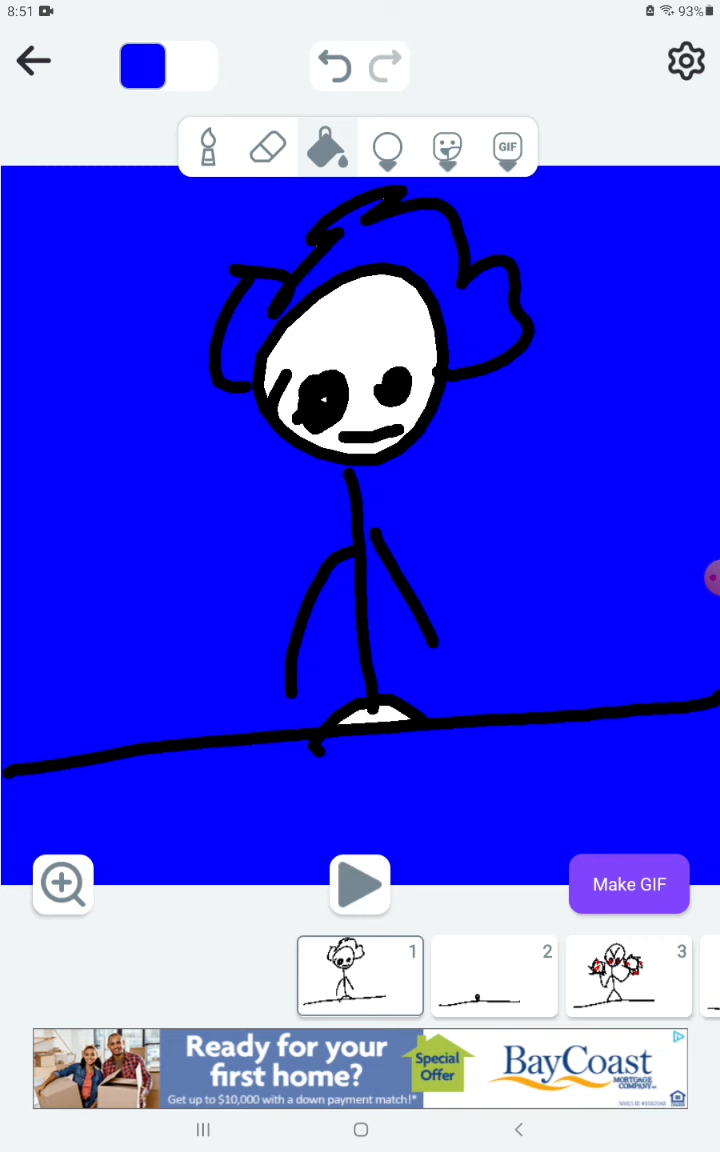 8:51
93%
GIF
Make GIF
1
2
3
Ready for your
first home?
Get up to $10,000 with a down payment match!*
Special
Offer
BayCoast
MORTGAGE
COMPANY